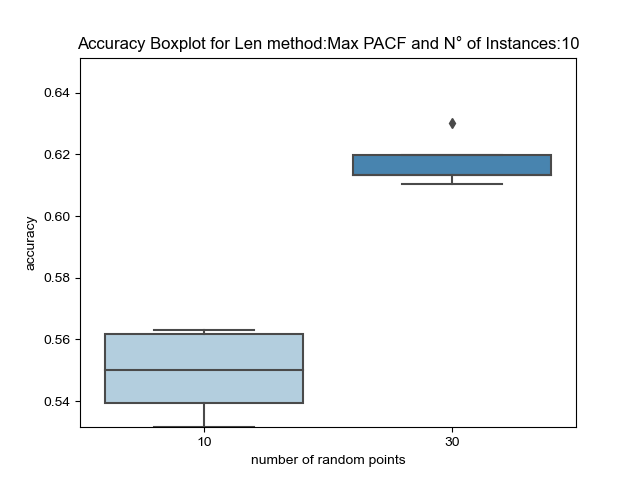 Accuracy Boxplot for Len method:Max PACF and N° of Instances:10
0.64
0.62
0.60
0.58
0.56
0.54
accuracy
10 30
number of random points